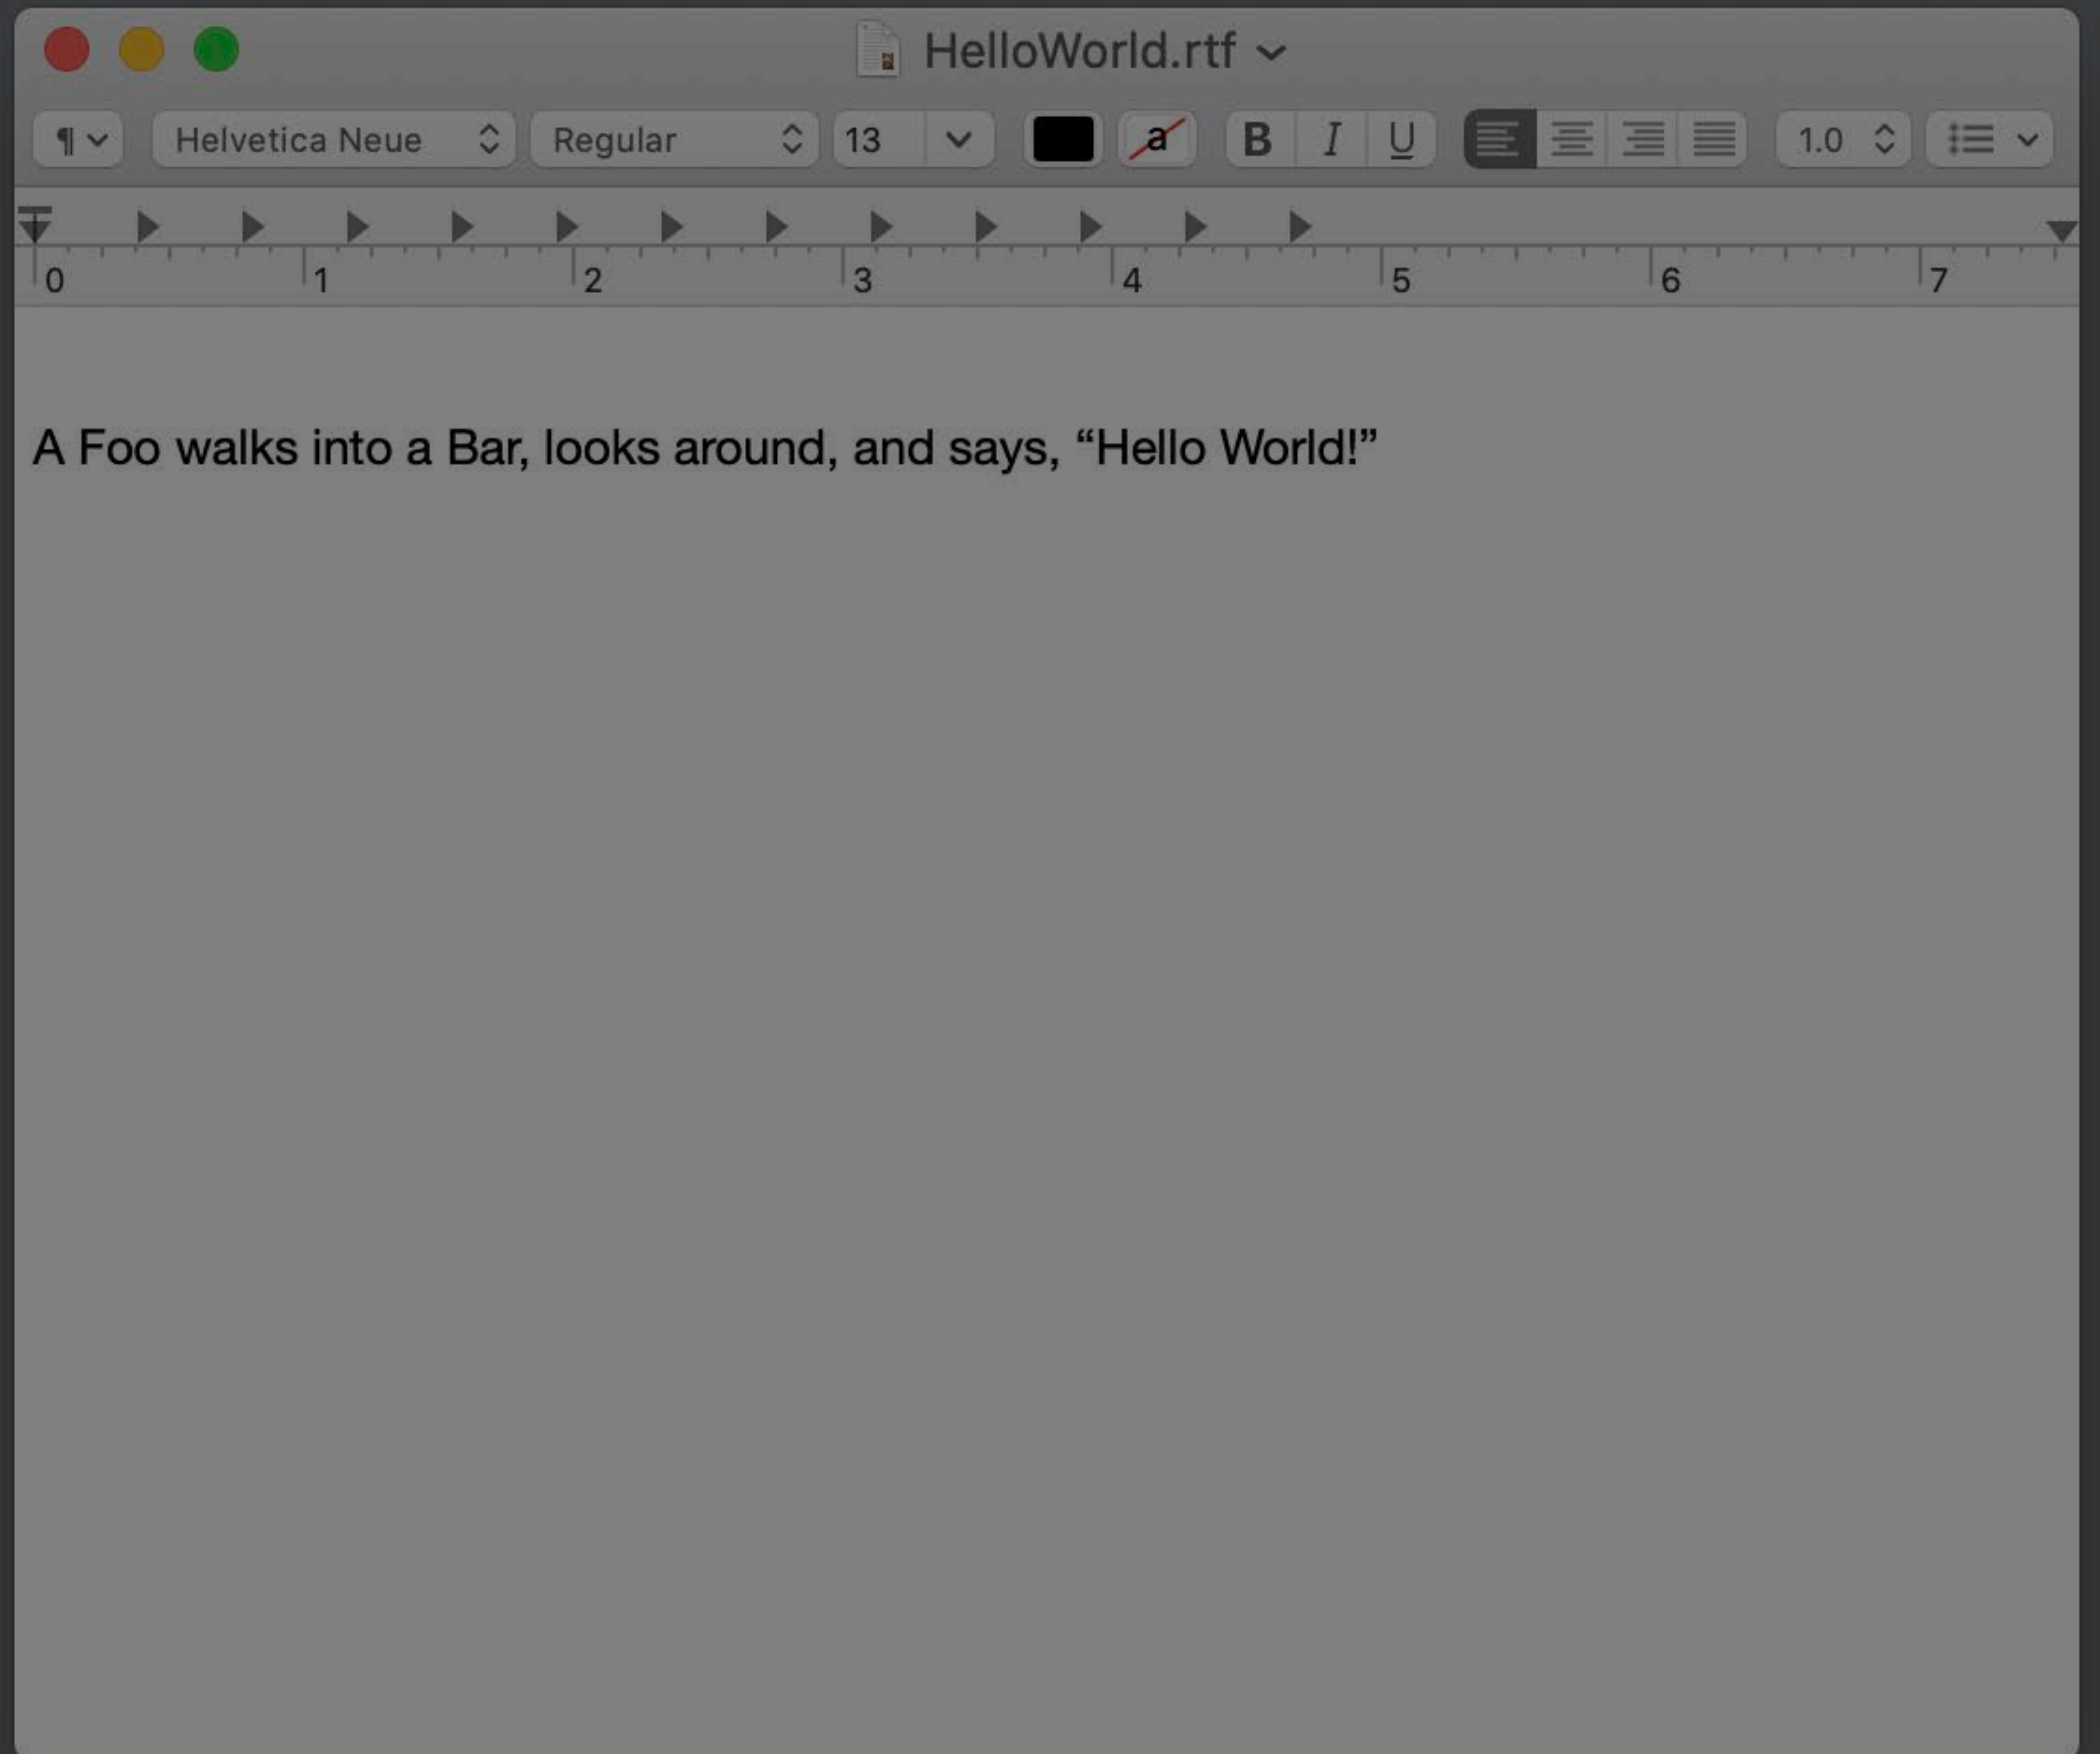 HelloWorld.rtf
¶ Helvetica Neue Regular 13 a B I U 1.0
0 1 2 3 4 5 6 7
A Foo walks into a Bar, looks around, and says, “Hello World!”